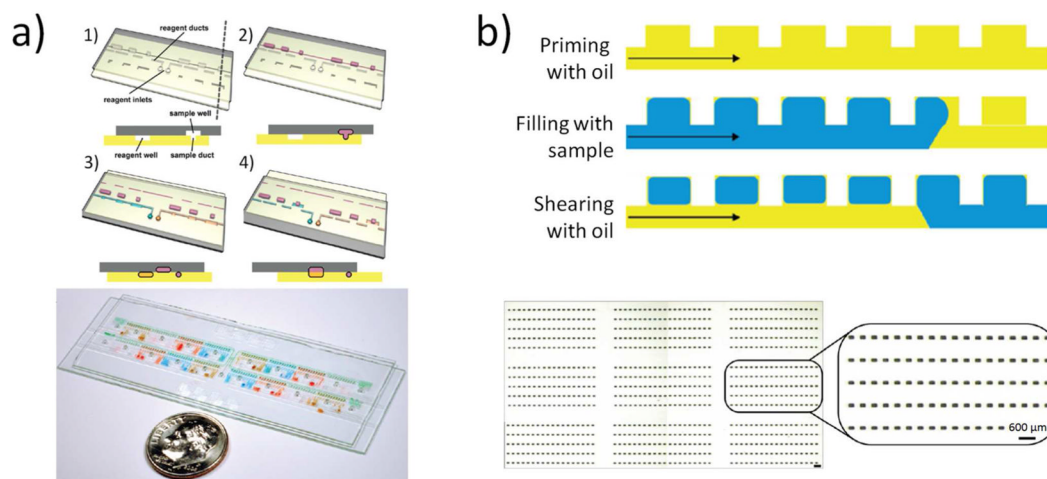 a)
1)
reagent ducts
reagent inlets
2)
sample well
reagent well
sample duct
3)
4)
b)
Priming
with oil
Filling with
sample
Shearing
with oil
600 µm